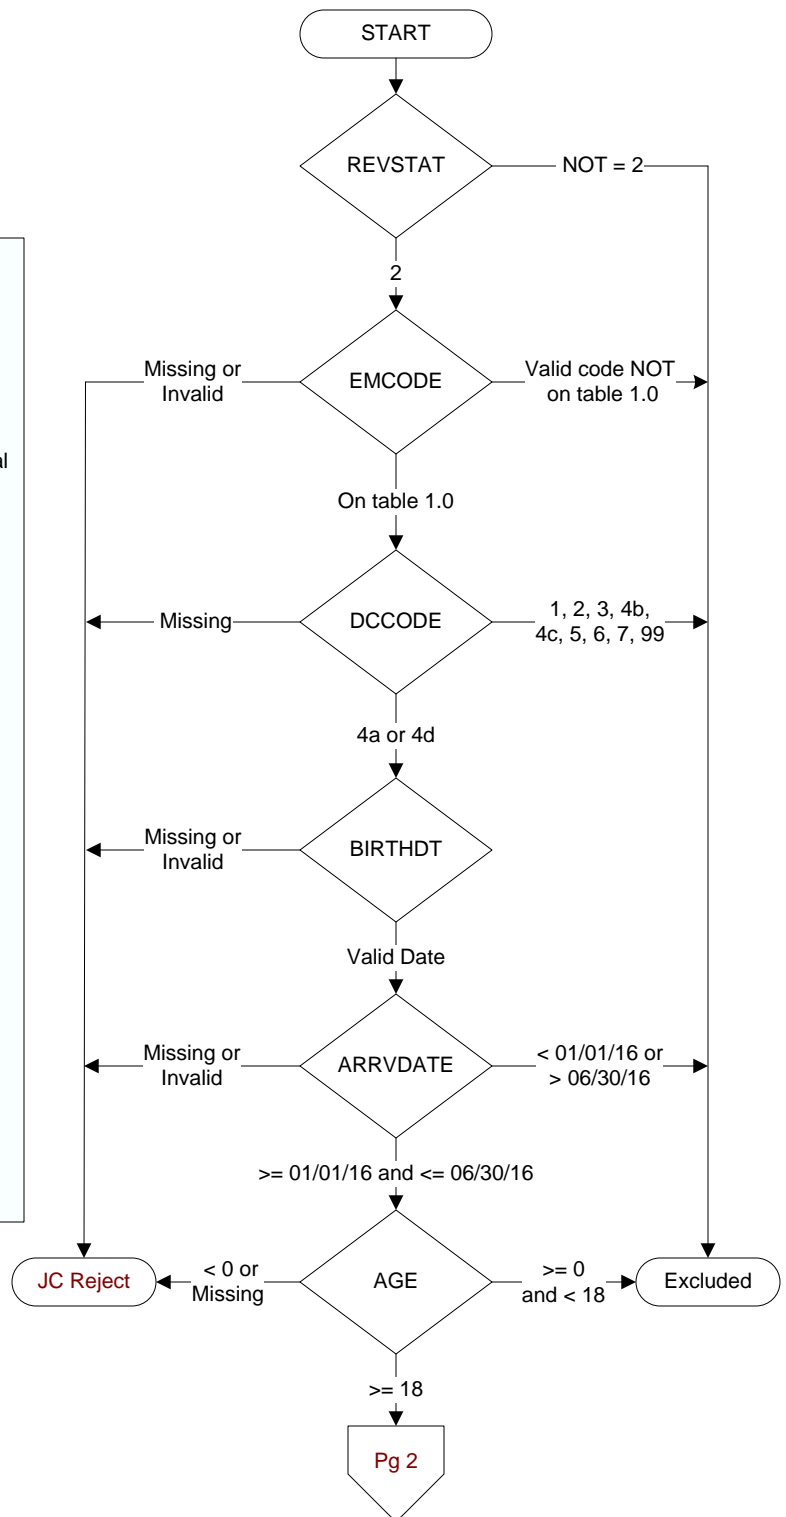 START
REVSTAT
NOT = 2
2
Missing or
Invalid
EMCODE
Valid code NOT
on table 1.0
al
On table 1.0
Missing
DCCODE
1, 2, 3, 4b,
4c, 5, 6, 7, 99
4a or 4d
Missing or
Invalid
BIRTHDT
Valid Date
Missing or
Invalid
ARRVDATE
< 01/01/16 or
> 06/30/16
>= 01/01/16 and <= 06/30/16
JC Reject
< 0 or
Missing
AGE
>= 0
and < 18
Excluded
>= 18
Pg 2